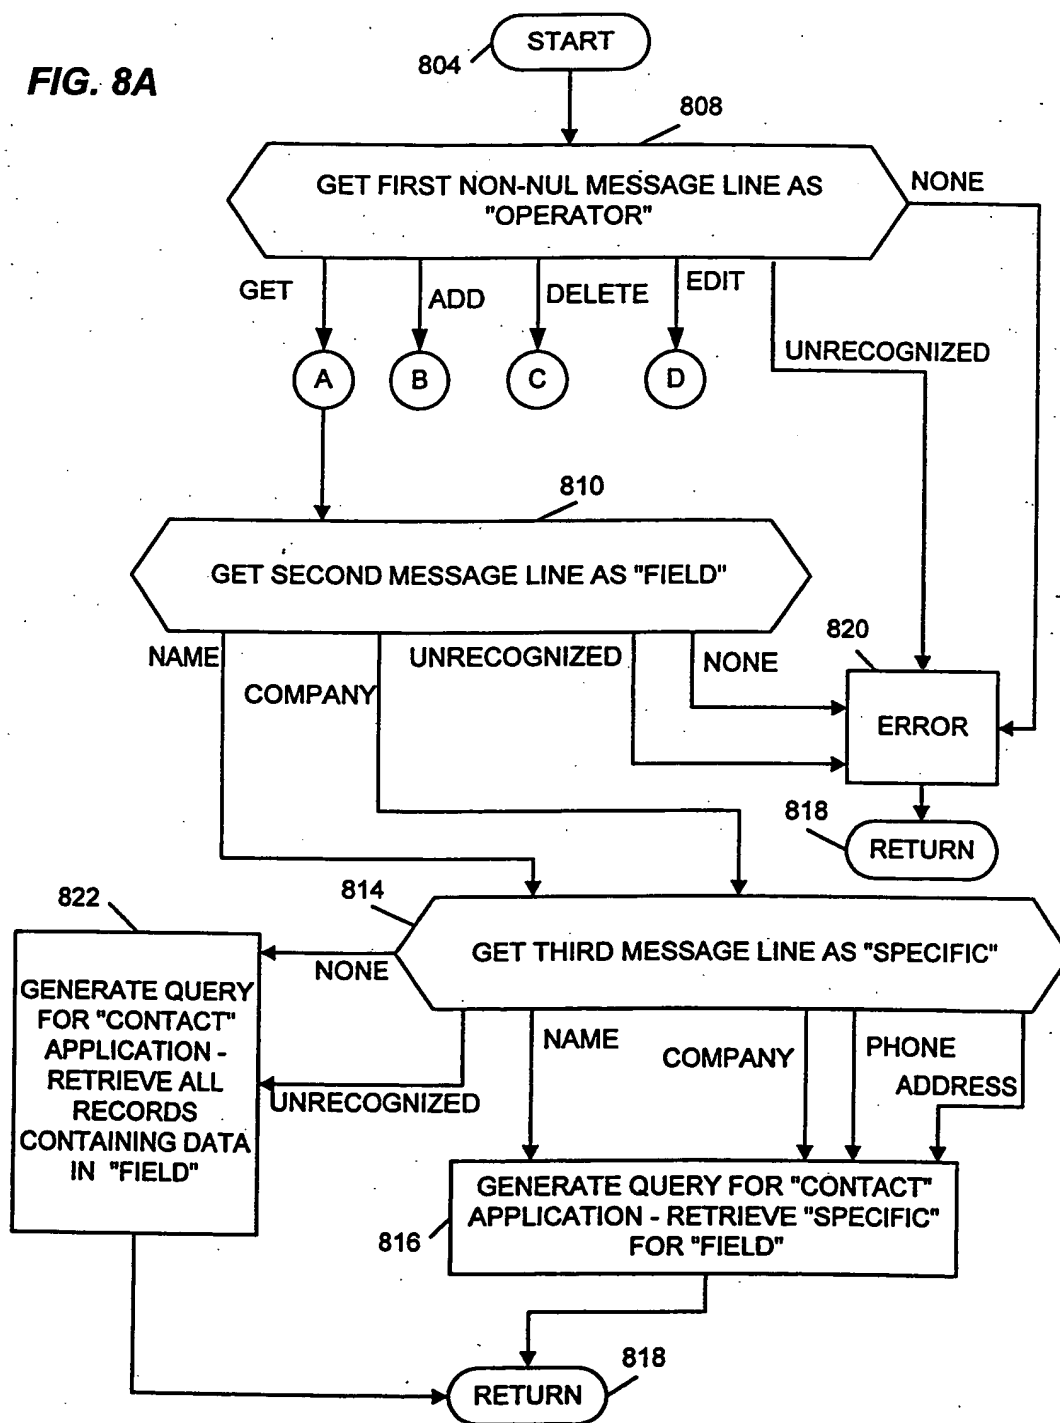 START
804
FIG. 8A
808
GET FIRST NON-NUL MESSAGE LINE AS
"OPERATOR"
NONE
GET
ADD
DELETE
EDIT
UNRECOGNIZED
A
B
C
D
810
GET SECOND MESSAGE LINE AS "FIELD"
NAME
COMPANY
UNRECOGNIZED
NONE
820
ERROR
818
RETURN
822
814
GET THIRD MESSAGE LINE AS "SPECIFIC"
NONE
GENERATE QUERY
FOR "CONTACT"
APPLICATION -
RETRIEVE ALL
RECORDS
CONTAINING DATA
IN "FIELD"
UNRECOGNIZED
NAME
COMPANY
PHONE
ADDRESS
GENERATE QUERY FOR "CONTACT"
APPLICATION - RETRIEVE "SPECIFIC"
FOR "FIELD"
816
RETURN
818